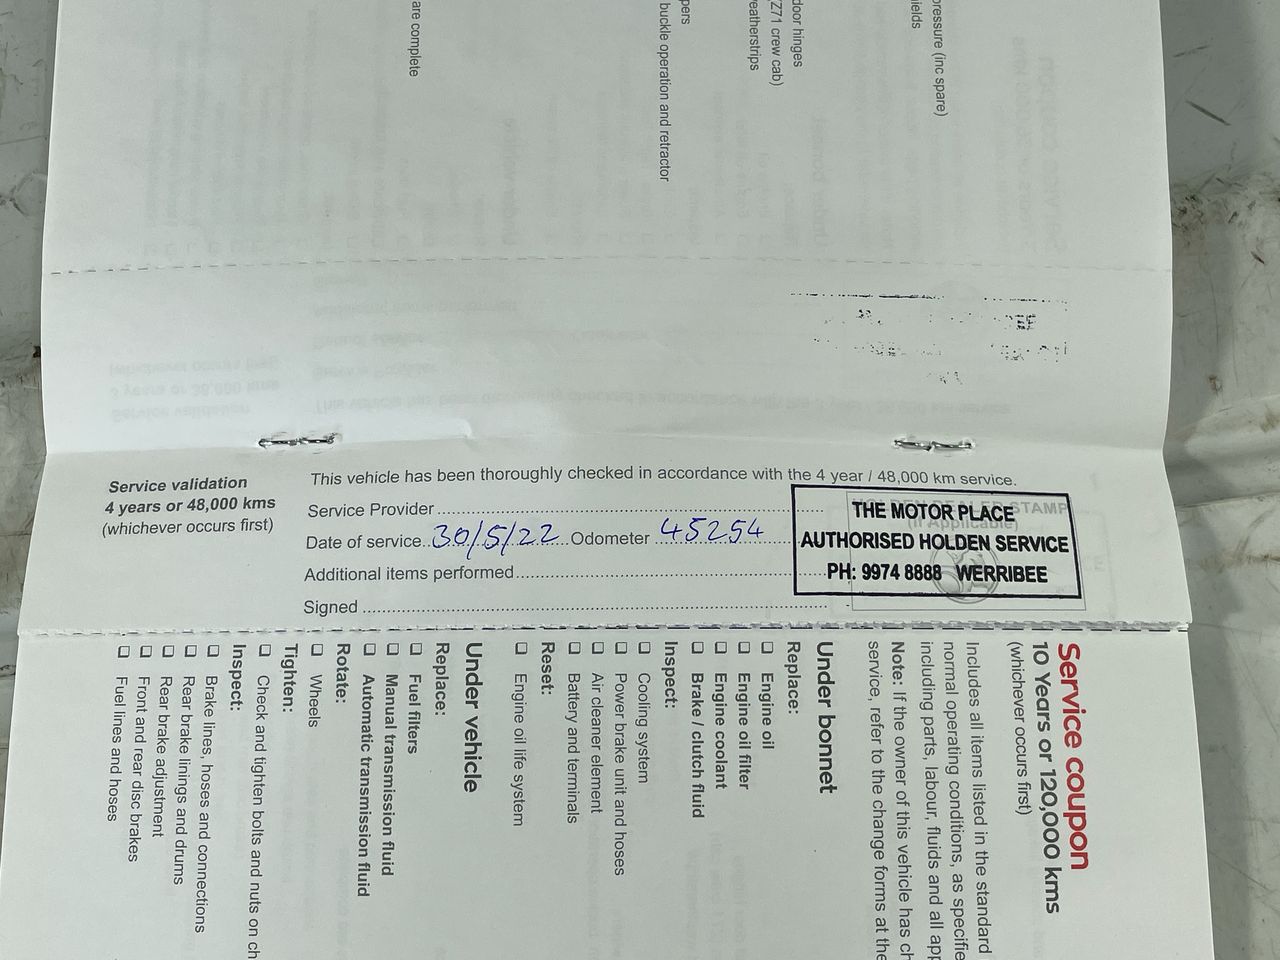 are complete
pers
buckle operation and retractor
door hinges
(Z71 crew cab)
eatherstrips
pressure (inc spare)
ields
Service validation
4 years or 48,000 kms
(whichever occurs first)
This vehicle has been thoroughly checked in accordance with the 4 year / 48,000 km service.
Service Provider
Date of service 30/5/22 Odometer 45254
Additional items performed
Signed
HOLDEN DEALER STAMP
(If Applicable)
THE MOTOR PLACE
AUTHORISED HOLDEN SERVICE
PH: 9974 8888 WERRIBEE
Service coupon
10 Years or 120,000 kms
(whichever occurs first)
Includes all items listed in the standard
normal operating conditions, as specifie
including parts, labour, fluids and all app
Note: If the owner of this vehicle has ch
service, refer to the change forms at the
Under bonnet
Replace:
Engine oil
Engine oil filter
Engine coolant
Brake / clutch fluid
Inspect:
Cooling system
Power brake unit and hoses
Air cleaner element
Battery and terminals
Reset:
Engine oil life system
Under vehicle
Replace:
Fuel filters
Manual transmission fluid
Automatic transmission fluid
Rotate:
Wheels
Tighten:
Check and tighten bolts and nuts on ch
Inspect:
Brake lines, hoses and connections
Rear brake linings and drums
Rear brake adjustment
Front and rear disc brakes
Fuel lines and hoses